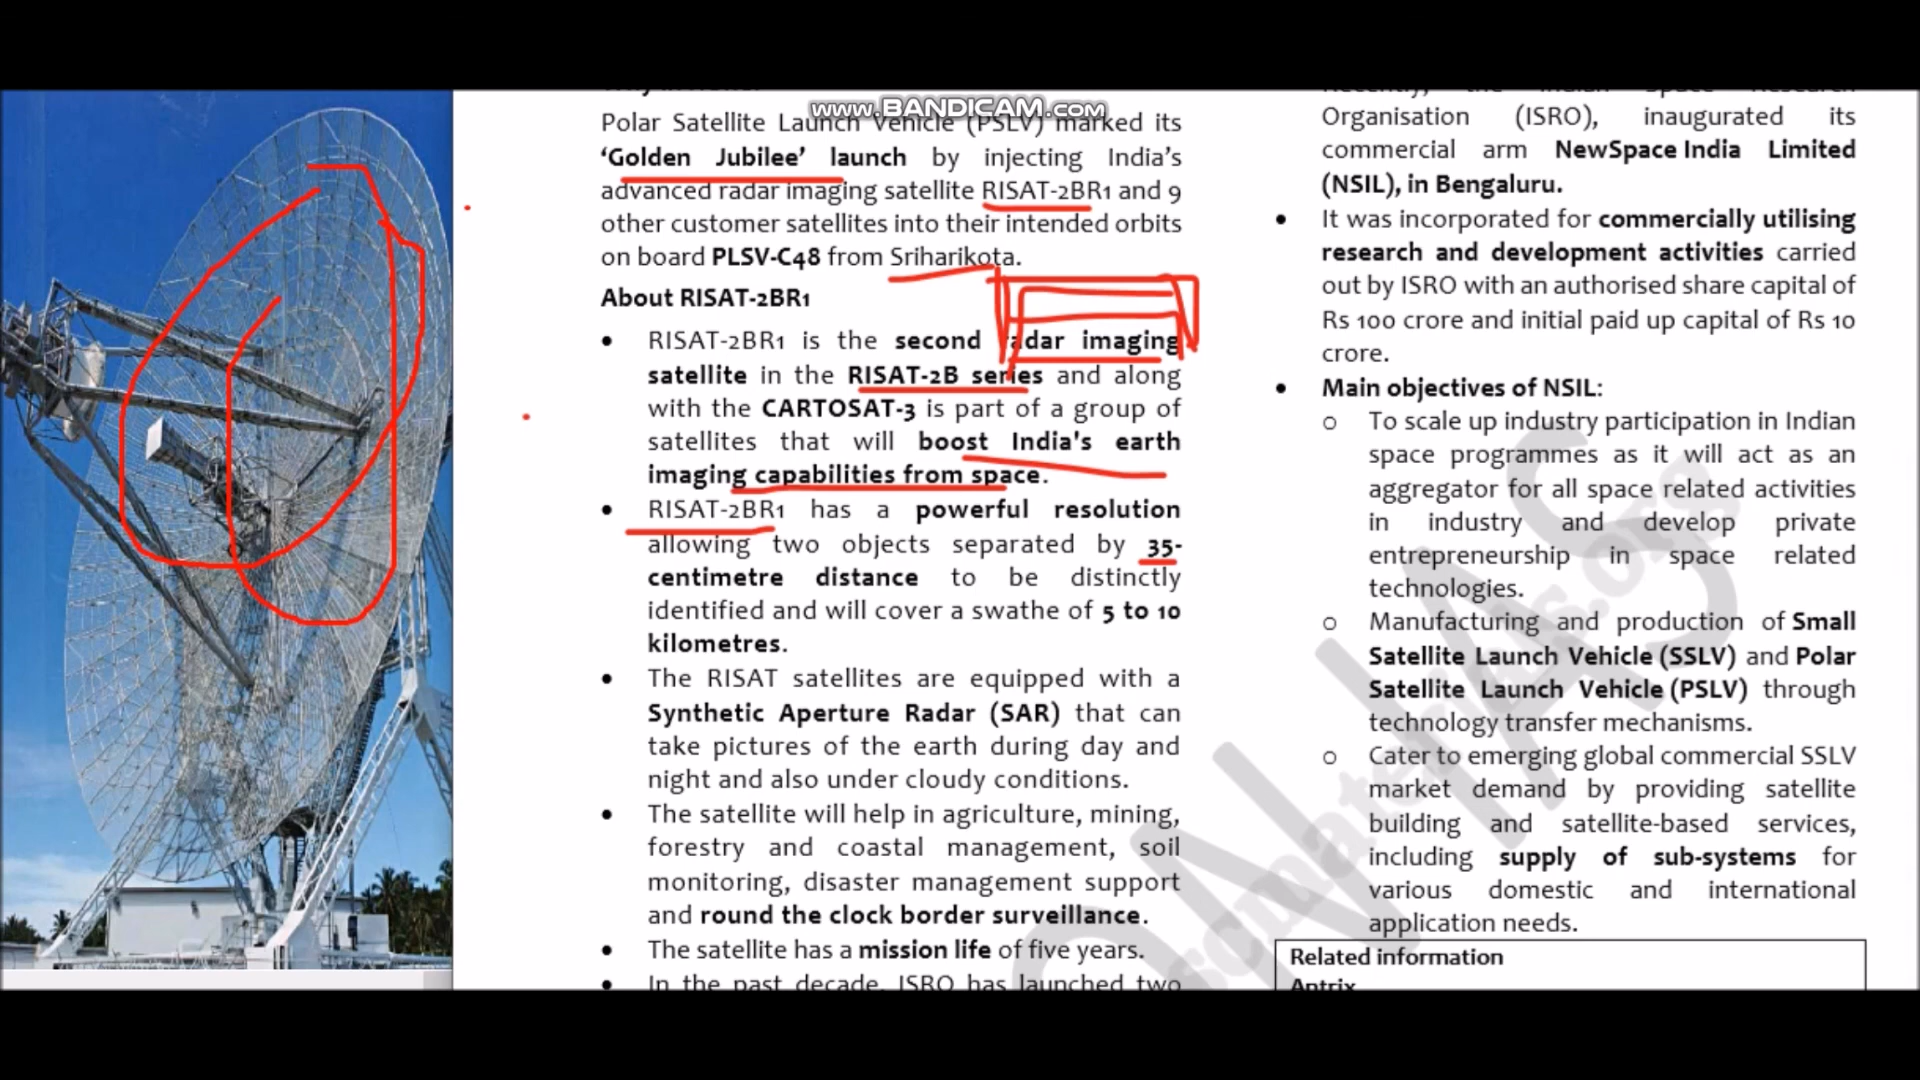 www.BANDICAM.com
Polar Satellite Launch Vehicle (PSLV) marked its
‘Golden Jubilee’ launch by injecting India’s
advanced radar imaging satellite RISAT-2BR1 and 9
other customer satellites into their intended orbits
on board PLSV-C48 from Sriharikota.
About RISAT-2BR1
• RISAT-2BR1 is the second radar imaging
satellite in the RISAT-2B series and along
with the CARTOSAT-3 is part of a group of
satellites that will boost India's earth
imaging capabilities from space.
• RISAT-2BR1 has a powerful resolution
allowing two objects separated by 35-
centimetre distance to be distinctly
identified and will cover a swathe of 5 to 10
kilometres.
• The RISAT satellites are equipped with a
Synthetic Aperture Radar (SAR) that can
take pictures of the earth during day and
night and also under cloudy conditions.
• The satellite will help in agriculture, mining,
forestry and coastal management, soil
monitoring, disaster management support
and round the clock border surveillance.
• The satellite has a mission life of five years.
• In the past decade, ISRO has launched two
Recently, the Indian Space Research
Organisation (ISRO), inaugurated its
commercial arm NewSpace India Limited
(NSIL), in Bengaluru.
• It was incorporated for commercially utilising
research and development activities carried
out by ISRO with an authorised share capital of
Rs 100 crore and initial paid up capital of Rs 10
crore.
• Main objectives of NSIL:
o To scale up industry participation in Indian
space programmes as it will act as an
aggregator for all space related activities
in industry and develop private
entrepreneurship in space related
technologies.
o Manufacturing and production of Small
Satellite Launch Vehicle (SSLV) and Polar
Satellite Launch Vehicle (PSLV) through
technology transfer mechanisms.
o Cater to emerging global commercial SSLV
market demand by providing satellite
building and satellite-based services,
including supply of sub-systems for
various domestic and international
application needs.
Related information
Antrix